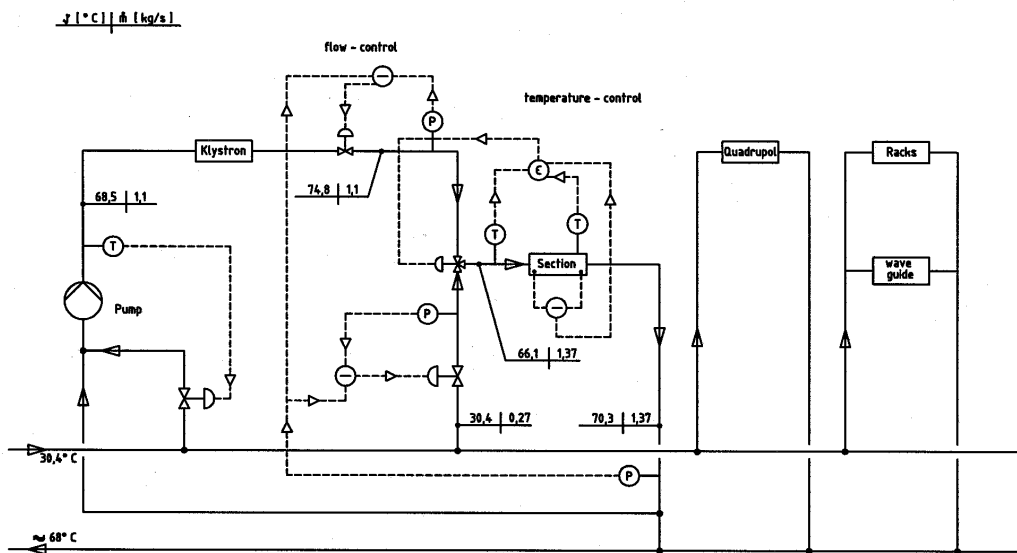 ϑ [°C] ṁ [kg/s]
flow - control
temperature - control
P
Klystron
Quadrupol
Racks
ε
74,8 1,1
68,5 1,1
T
T
T
Section
wave
guide
Pump
P
66,1 1,37
30,4 0,27
70,3 1,37
30,4° C
P
≈ 68° C